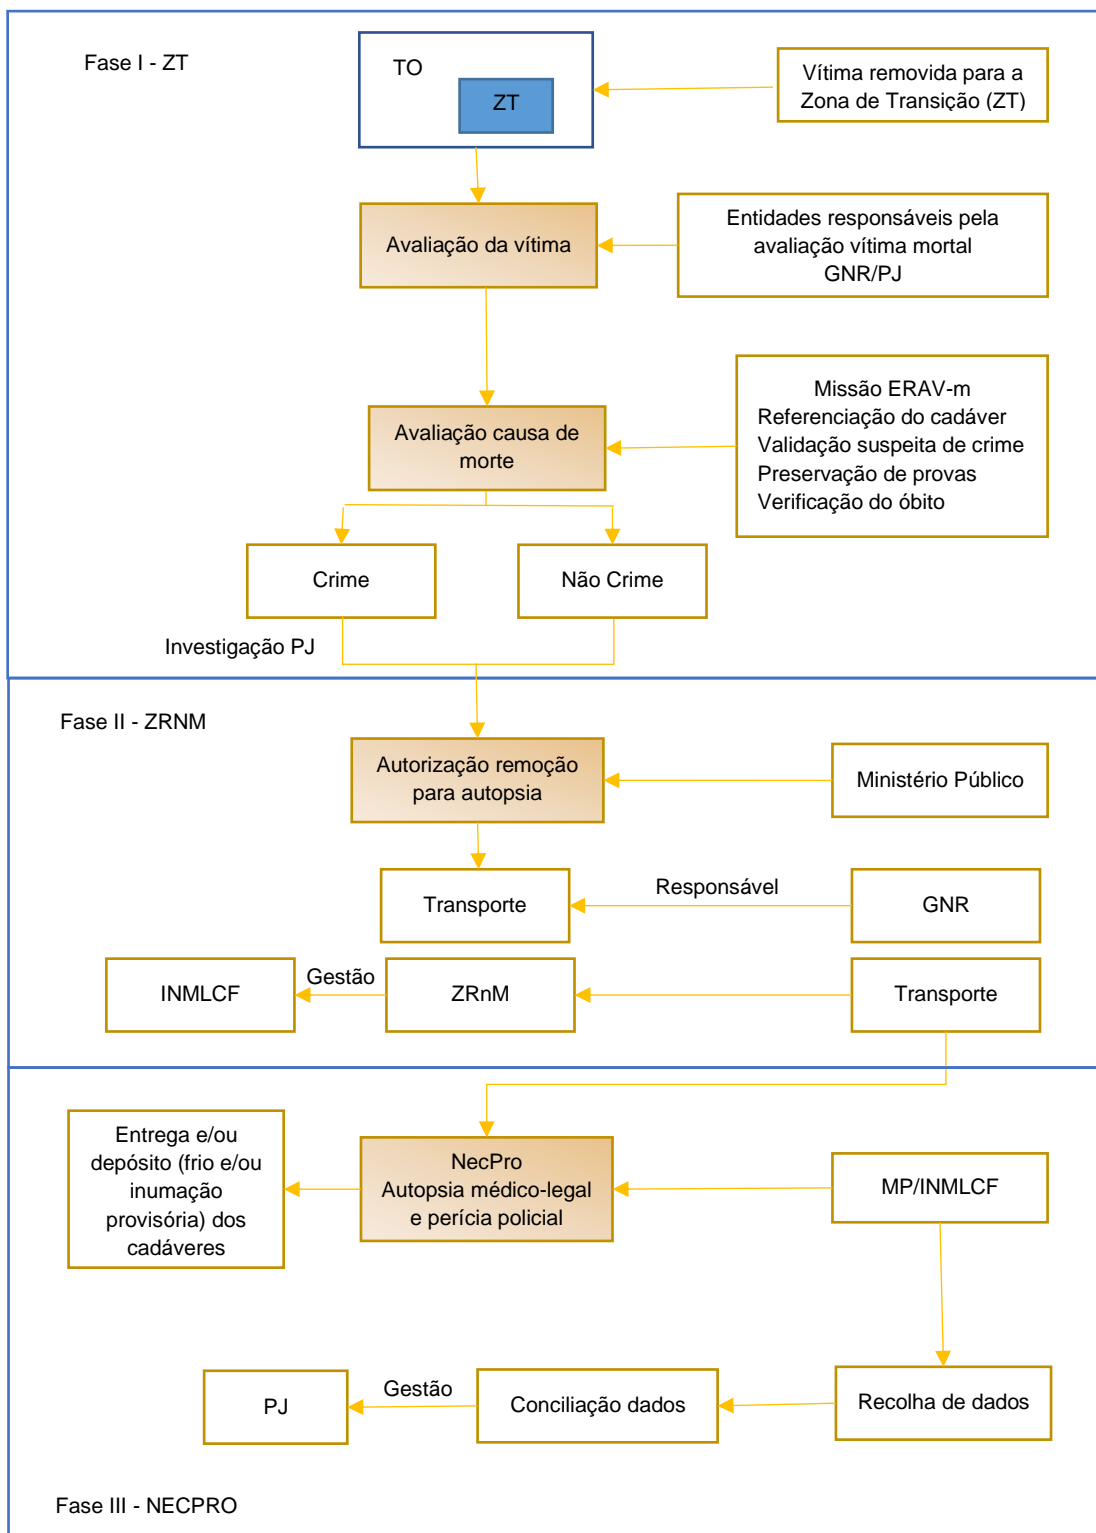 Fase I - ZT
TO
ZT
Vítima removida para a
Zona de Transição (ZT)
Avaliação da vítima
Entidades responsáveis pela
avaliação vítima mortal
GNR/PJ
Avaliação causa de
morte
Missão ERAV-m
Referenciação do cadáver
Validação suspeita de crime
Preservação de provas
Verificação do óbito
Crime
Não Crime
Investigação PJ
Fase II - ZRNM
Autorização remoção
para autopsia
Ministério Público
Transporte
Responsável
GNR
INMLCF
Gestão
ZRnM
Transporte
Entrega e/ou
depósito (frio e/ou
inumação
provisória) dos
cadáveres
NecPro
Autopsia médico-legal
e perícia policial
MP/INMLCF
PJ
Gestão
Conciliação dados
Recolha de dados
Fase III - NECPRO